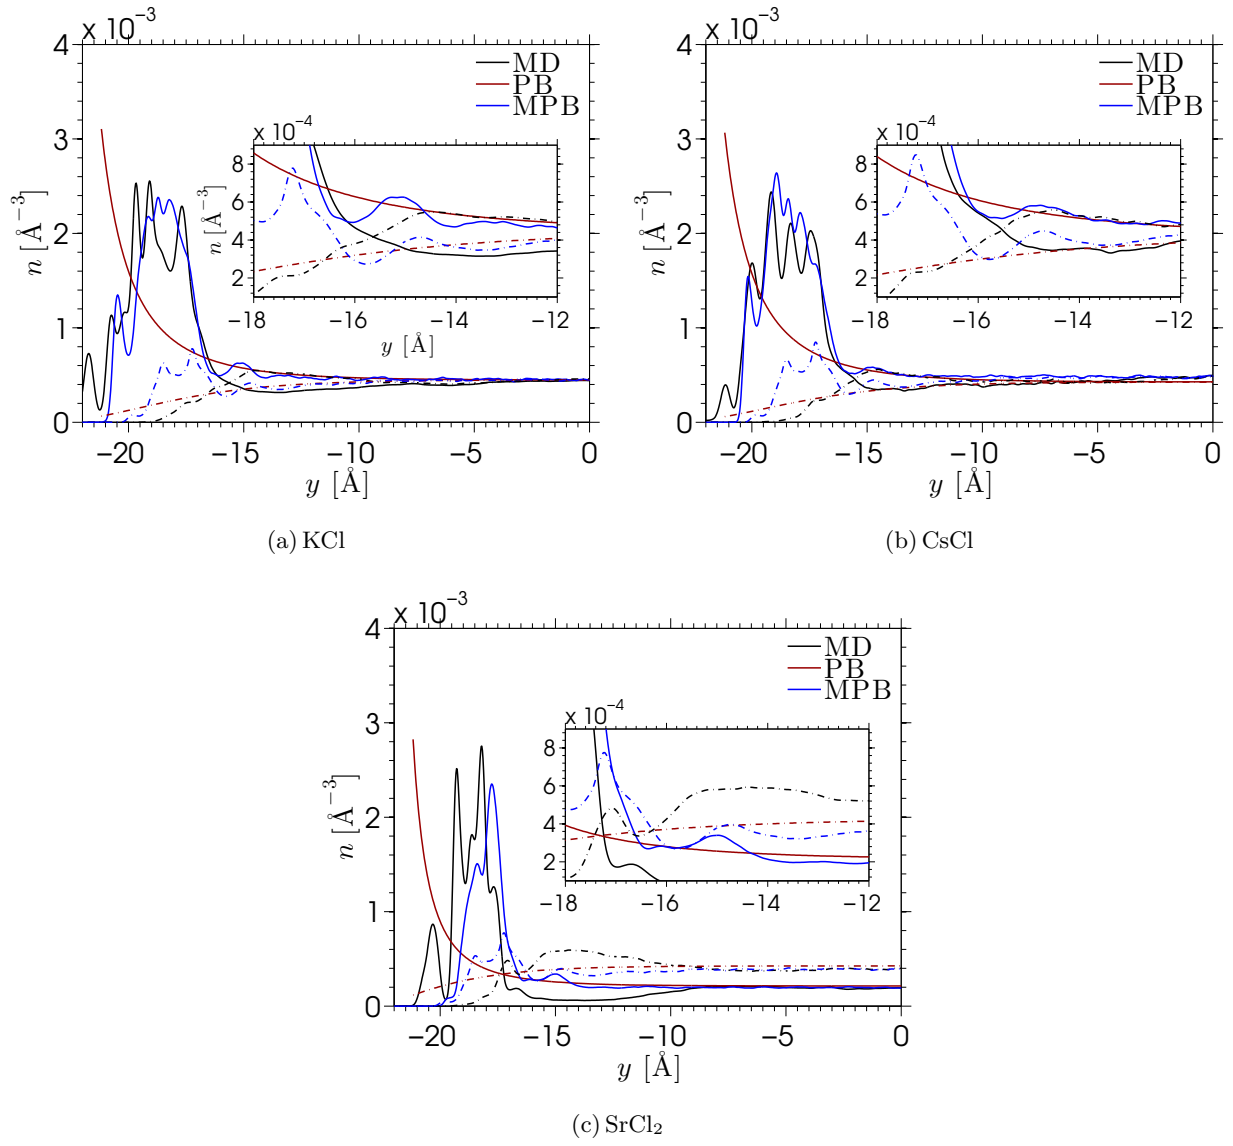 x 10⁻³
4
3
2
1
0
n [Å⁻³]
MD
PB
MPB
x 10⁻⁴
8
6
4
2
n [Å⁻³]
−18 −16 −14 −12
y [Å]
−20 −15 −10 −5 0
y [Å]
(a) KCl
x 10⁻³
4
3
2
1
0
n [Å⁻³]
MD
PB
MPB
x 10⁻⁴
8
6
4
2
−18 −16 −14 −12
−20 −15 −10 −5 0
y [Å]
(b) CsCl
x 10⁻³
4
3
2
1
0
n [Å⁻³]
MD
PB
MPB
x 10⁻⁴
8
6
4
2
−18 −16 −14 −12
−20 −15 −10 −5 0
y [Å]
(c) SrCl₂